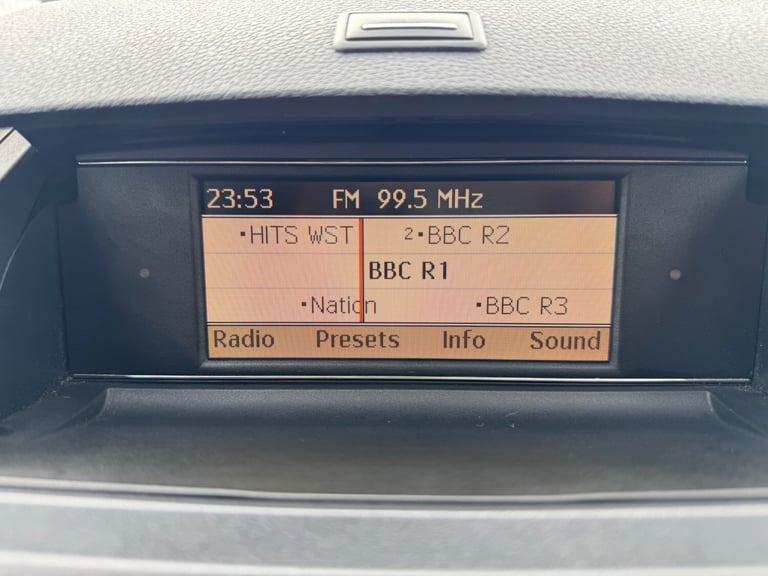 23:53 FM 99.5 MHz
▪HITS WST 2▪BBC R2
BBC R1
▪Nation ▪BBC R3
Radio Presets Info Sound